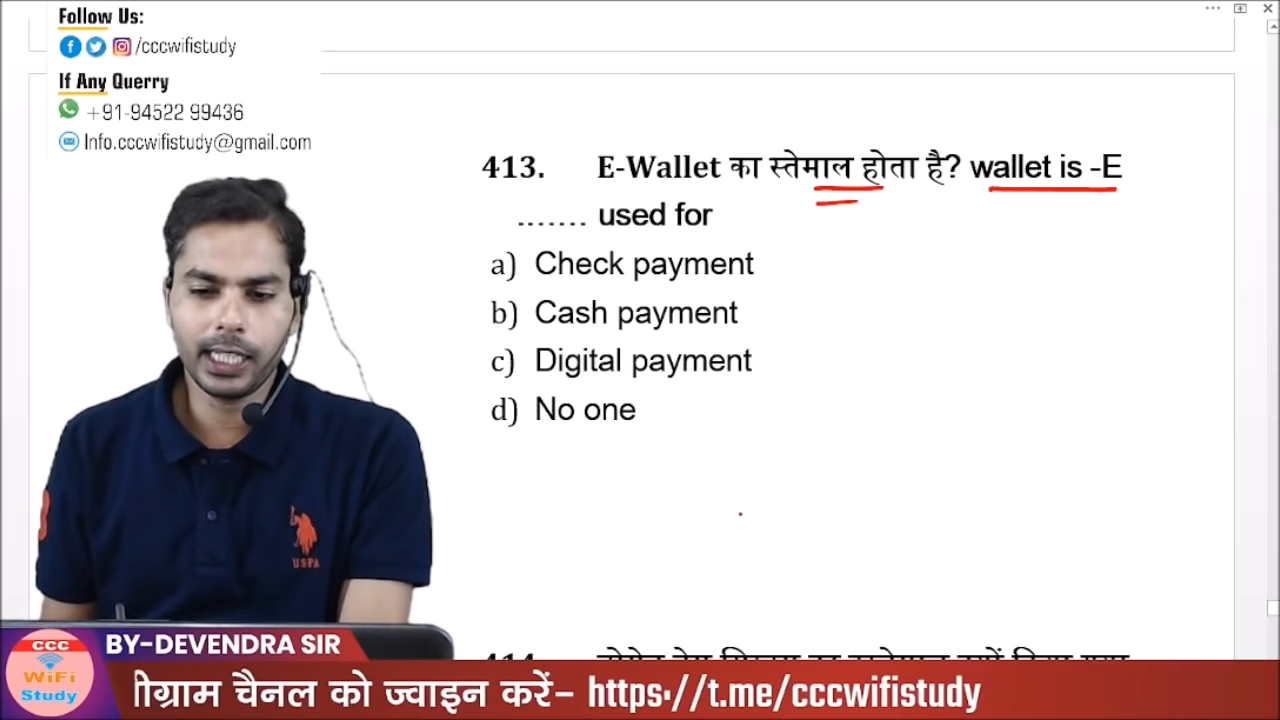 Follow Us:
/cccwifistudy
If Any Querry
+91-94522 99436
Info.cccwifistudy@gmail.com
413. E-Wallet का स्तेमाल होता है? wallet is -E
....... used for
a) Check payment
b) Cash payment
c) Digital payment
d) No one
USPA
BY-DEVENDRA SIR
CCC
WiFi
Study
ीग्राम चैनल को ज्वाइन करें- https://t.me/cccwifistudy